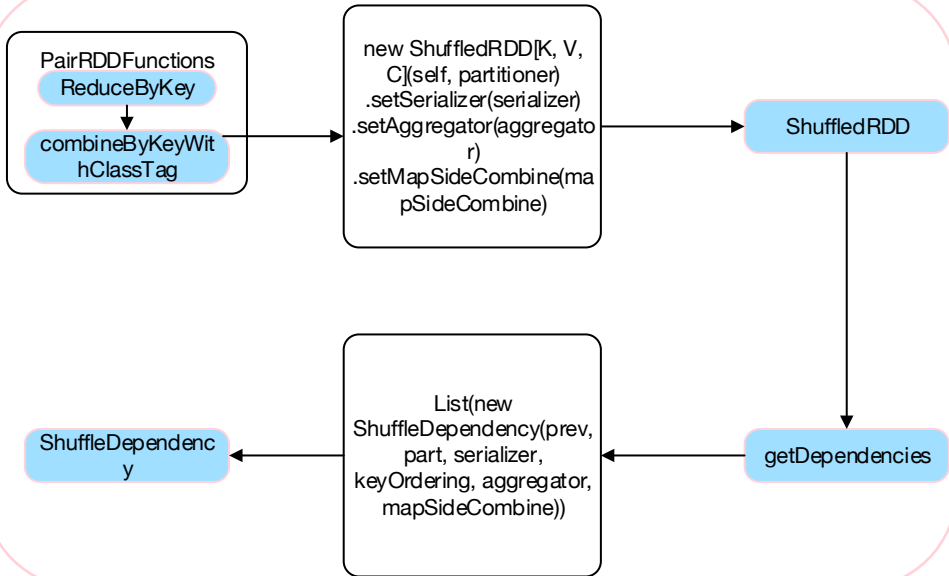 PairRDDFunctions
ReduceByKey
combineByKeyWit
hClassTag
new ShuffledRDD[K, V,
C](self, partitioner)
.setSerializer(serializer)
.setAggregator(aggregato
r)
.setMapSideCombine(ma
pSideCombine)
ShuffledRDD
getDependencies
List(new
ShuffleDependency(prev,
part, serializer,
keyOrdering, aggregator,
mapSideCombine))
ShuffleDependenc
y